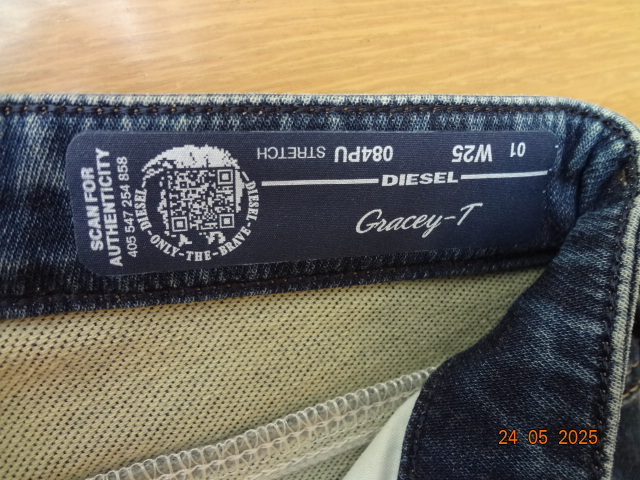 SCAN FOR
AUTHENTICITY
405 547 254 858
DIESEL
DIESEL
ONLY-THE-BRAVE
STRETCH
084PU
W25
01
DIESEL
Gracey-T
24 05 2025